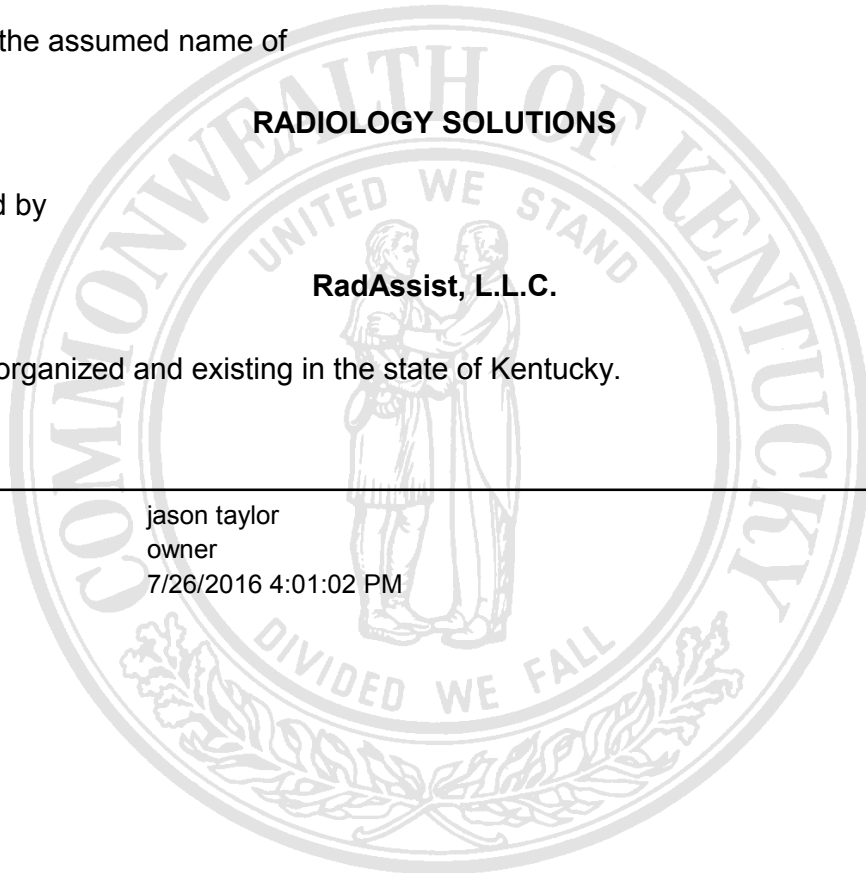 the assumed name of
RADIOLOGY SOLUTIONS
d by
RadAssist, L.L.C.
organized and existing in the state of Kentucky.
jason taylor
owner
7/26/2016 4:01:02 PM
COMMONWEALTH OF KENTUCKY
UNITED WE STAND
DIVIDED WE FALL